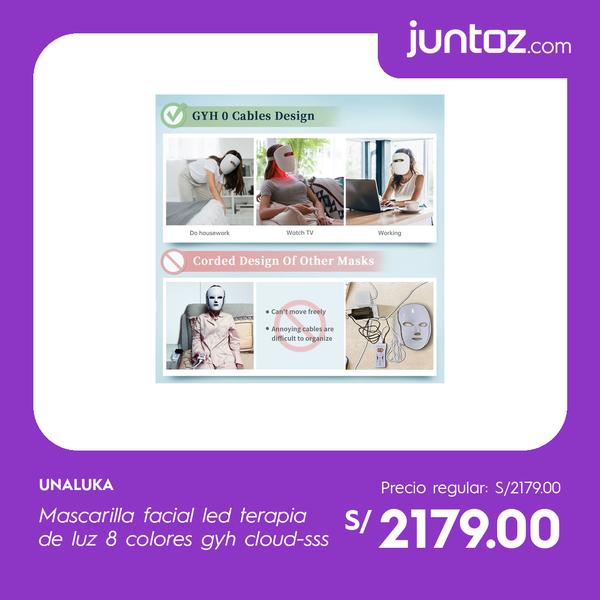 juntoz.com
GYH 0 Cables Design
Do housework
Watch TV
Working
Corded Design Of Other Masks
• Can't move freely
• Annoying cables are
difficult to organize
UNALUKA
Mascarilla facial led terapia
de luz 8 colores gyh cloud-sss
Precio regular: S/2179.00
S/ 2179.00